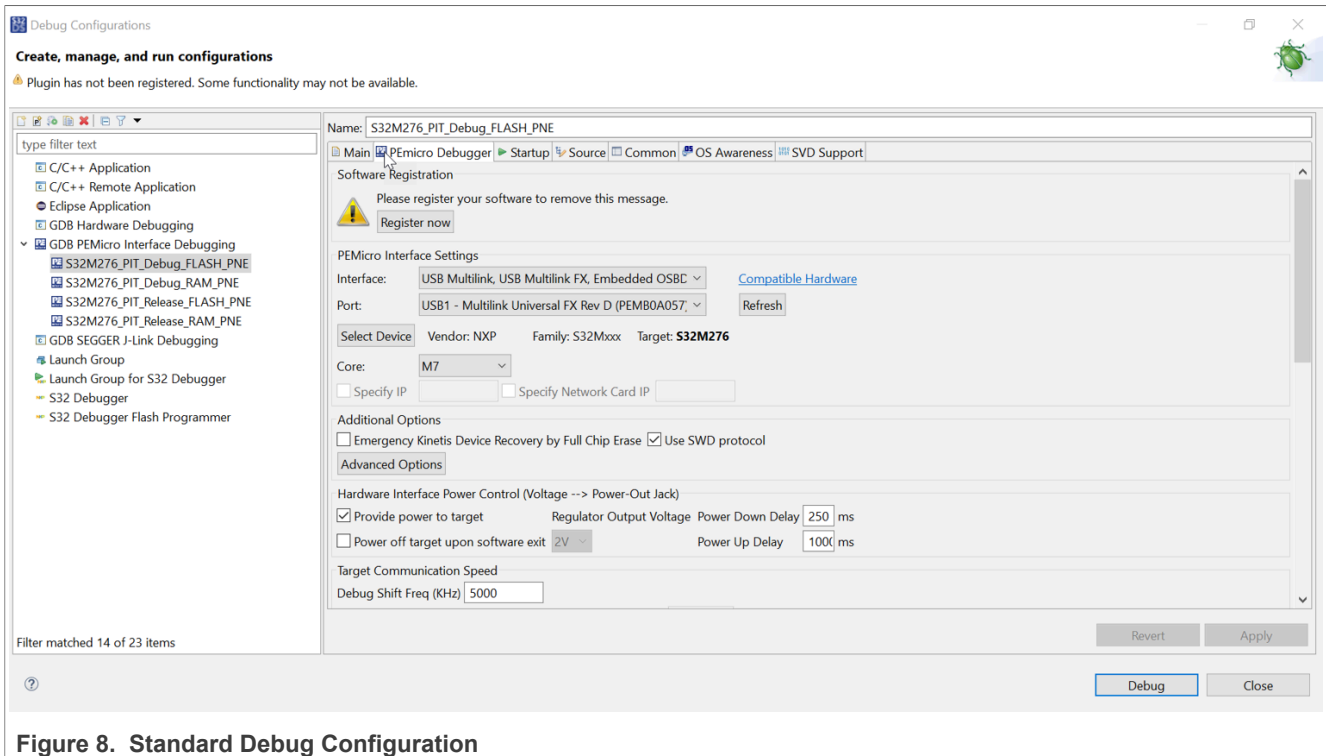 Debug Configurations
Create, manage, and run configurations
Plugin has not been registered. Some functionality may not be available.
type filter text
C/C++ Application
C/C++ Remote Application
Eclipse Application
GDB Hardware Debugging
GDB PEMicro Interface Debugging
S32M276_PIT_Debug_FLASH_PNE
S32M276_PIT_Debug_RAM_PNE
S32M276_PIT_Release_FLASH_PNE
S32M276_PIT_Release_RAM_PNE
GDB SEGGER J-Link Debugging
Launch Group
Launch Group for S32 Debugger
S32 Debugger
S32 Debugger Flash Programmer
Filter matched 14 of 23 items
Name: S32M276_PIT_Debug_FLASH_PNE
Main PEmicro Debugger Startup Source Common OS Awareness SVD Support
Software Registration
Please register your software to remove this message.
Register now
PEMicro Interface Settings
Interface: USB Multilink, USB Multilink FX, Embedded OSBD Compatible Hardware
Port: USB1 - Multilink Universal FX Rev D (PEMB0A057) Refresh
Select Device Vendor: NXP Family: S32Mxxx Target: S32M276
Core: M7
Specify IP Specify Network Card IP
Additional Options
Emergency Kinetis Device Recovery by Full Chip Erase Use SWD protocol
Advanced Options
Hardware Interface Power Control (Voltage --> Power-Out Jack)
Provide power to target Regulator Output Voltage Power Down Delay 250 ms
Power off target upon software exit 2V Power Up Delay 1000 ms
Target Communication Speed
Debug Shift Freq (KHz) 5000
Revert Apply
Debug Close
Figure 8. Standard Debug Configuration